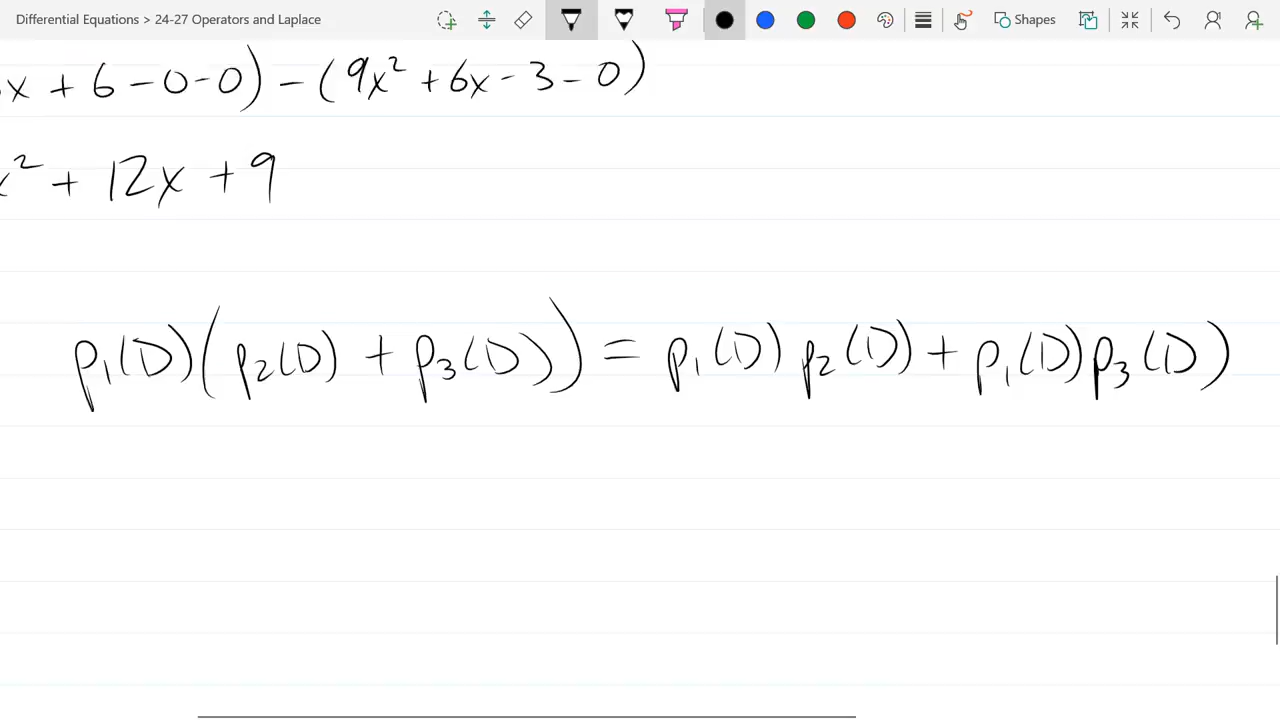 Differential Equations > 24-27 Operators and Laplace
Shapes
x + 6 - 0 - 0) - (9x² + 6x - 3 - 0)
x² + 12x + 9
p₁(D)(p₂(D) + p₃(D)) = p₁(D)p₂(D) + p₁(D)p₃(D)